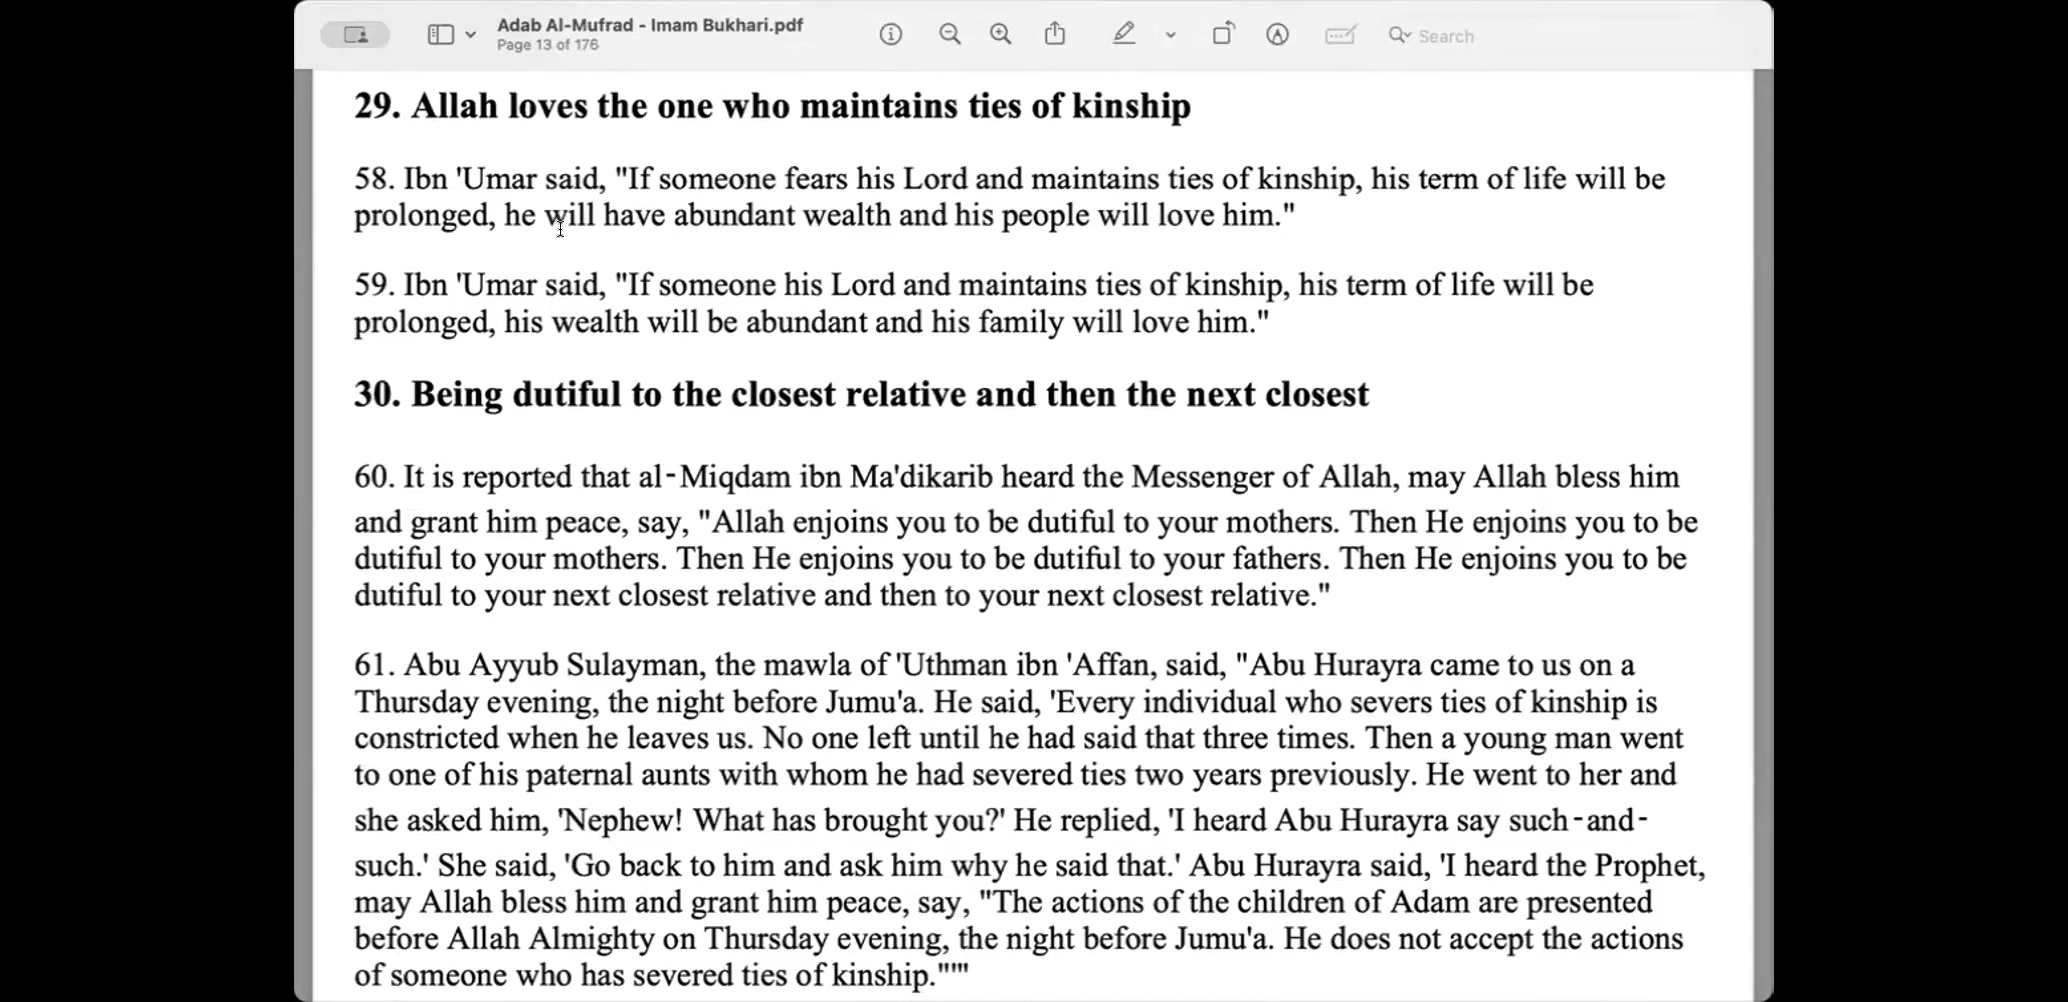 Adab Al-Mufrad - Imam Bukhari.pdf
Page 13 of 176
Search
29. Allah loves the one who maintains ties of kinship
58. Ibn 'Umar said, "If someone fears his Lord and maintains ties of kinship, his term of life will be
prolonged, he will have abundant wealth and his people will love him."
59. Ibn 'Umar said, "If someone his Lord and maintains ties of kinship, his term of life will be
prolonged, his wealth will be abundant and his family will love him."
30. Being dutiful to the closest relative and then the next closest
60. It is reported that al-Miqdam ibn Ma'dikarib heard the Messenger of Allah, may Allah bless him
and grant him peace, say, "Allah enjoins you to be dutiful to your mothers. Then He enjoins you to be
dutiful to your mothers. Then He enjoins you to be dutiful to your fathers. Then He enjoins you to be
dutiful to your next closest relative and then to your next closest relative."
61. Abu Ayyub Sulayman, the mawla of 'Uthman ibn 'Affan, said, "Abu Hurayra came to us on a
Thursday evening, the night before Jumu'a. He said, 'Every individual who severs ties of kinship is
constricted when he leaves us. No one left until he had said that three times. Then a young man went
to one of his paternal aunts with whom he had severed ties two years previously. He went to her and
she asked him, 'Nephew! What has brought you?' He replied, 'I heard Abu Hurayra say such-and-
such.' She said, 'Go back to him and ask him why he said that.' Abu Hurayra said, 'I heard the Prophet,
may Allah bless him and grant him peace, say, "The actions of the children of Adam are presented
before Allah Almighty on Thursday evening, the night before Jumu'a. He does not accept the actions
of someone who has severed ties of kinship."'"